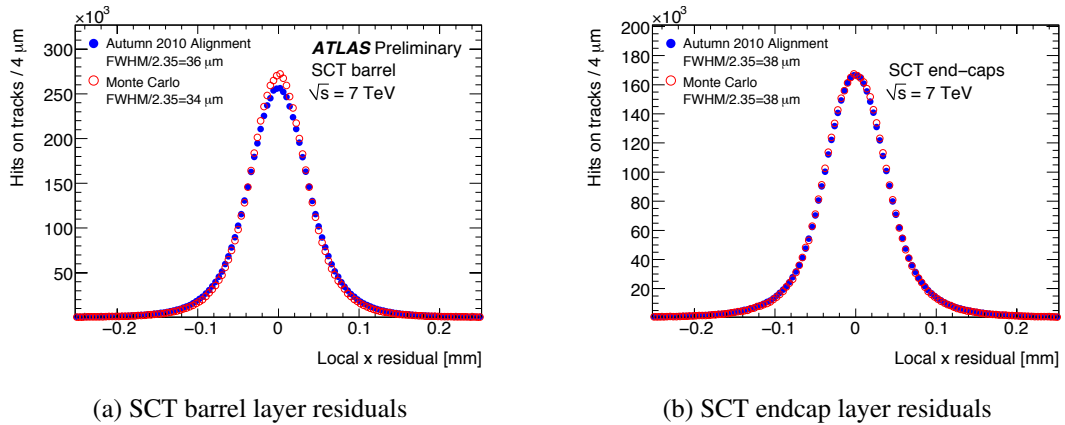 ×10³
Hits on tracks / 4 μm
300
250
200
150
100
50
Autumn 2010 Alignment
FWHM/2.35=36 μm
Monte Carlo
FWHM/2.35=34 μm
ATLAS Preliminary
SCT barrel
√s = 7 TeV
−0.2 −0.1 0 0.1 0.2
Local x residual [mm]
(a) SCT barrel layer residuals
×10³
Hits on tracks / 4 μm
200
180
160
140
120
100
80
60
40
20
Autumn 2010 Alignment
FWHM/2.35=38 μm
Monte Carlo
FWHM/2.35=38 μm
SCT end−caps
√s = 7 TeV
−0.2 −0.1 0 0.1 0.2
Local x residual [mm]
(b) SCT endcap layer residuals